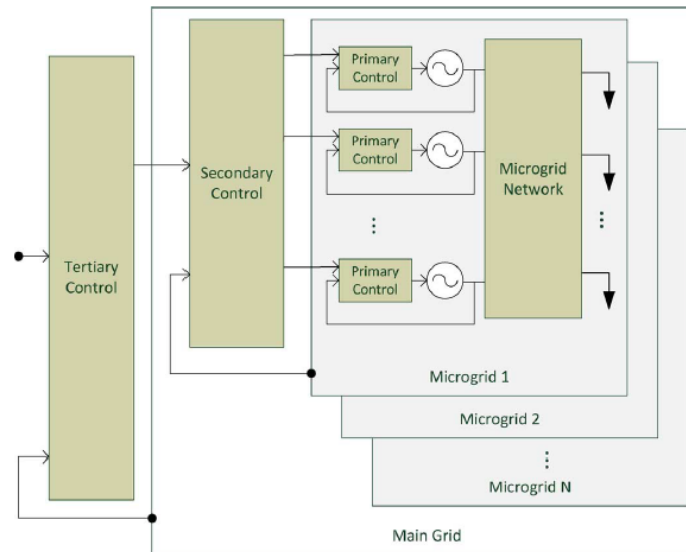 Primary
Control
Primary
Control
Secondary
Control
Microgrid
Network
Tertiary
Control
Primary
Control
Microgrid 1
Microgrid 2
Microgrid N
Main Grid